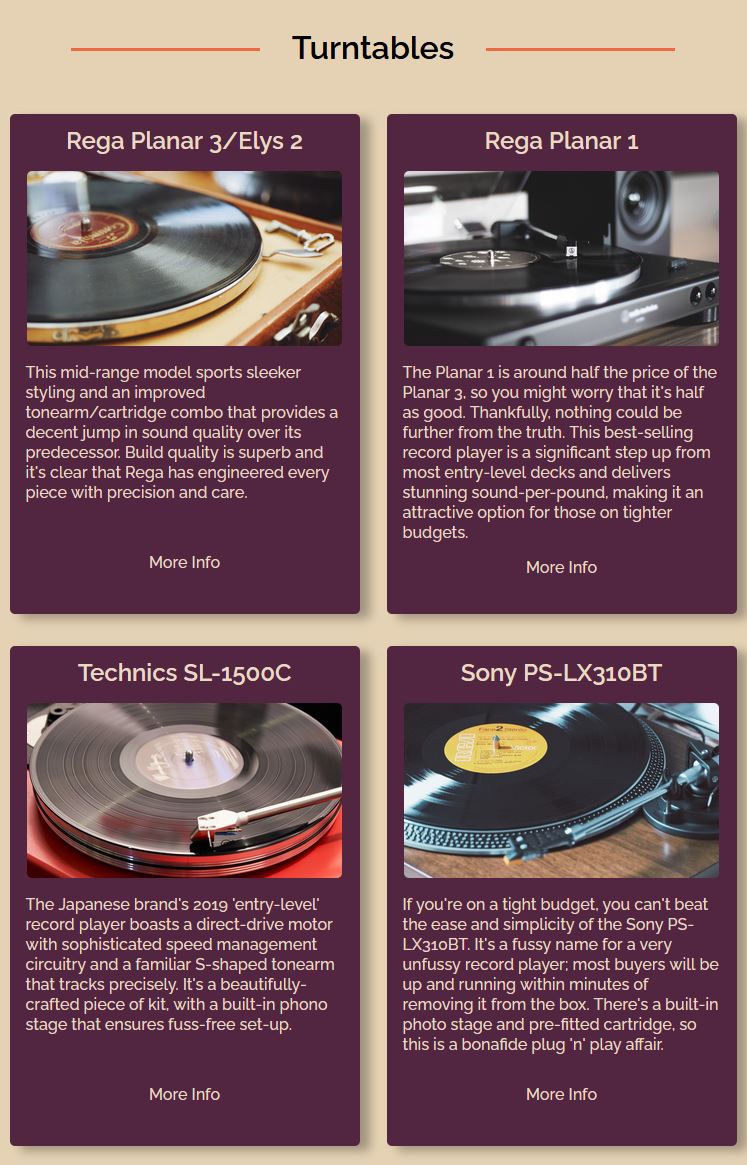 Turntables
Rega Planar 3/Elys 2
This mid-range model sports sleeker
styling and an improved
tonearm/cartridge combo that provides a
decent jump in sound quality over its
predecessor. Build quality is superb and
it's clear that Rega has engineered every
piece with precision and care.
More Info
Rega Planar 1
The Planar 1 is around half the price of the
Planar 3, so you might worry that it's half
as good. Thankfully, nothing could be
further from the truth. This best-selling
record player is a significant step up from
most entry-level decks and delivers
stunning sound-per-pound, making it an
attractive option for those on tighter
budgets.
More Info
Technics SL-1500C
The Japanese brand's 2019 'entry-level'
record player boasts a direct-drive motor
with sophisticated speed management
circuitry and a familiar S-shaped tonearm
that tracks precisely. It's a beautifully-
crafted piece of kit, with a built-in phono
stage that ensures fuss-free set-up.
More Info
Sony PS-LX310BT
RCA
Victor
If you're on a tight budget, you can't beat
the ease and simplicity of the Sony PS-
LX310BT. It's a fussy name for a very
unfussy record player; most buyers will be
up and running within minutes of
removing it from the box. There's a built-in
photo stage and pre-fitted cartridge, so
this is a bonafide plug 'n' play affair.
More Info